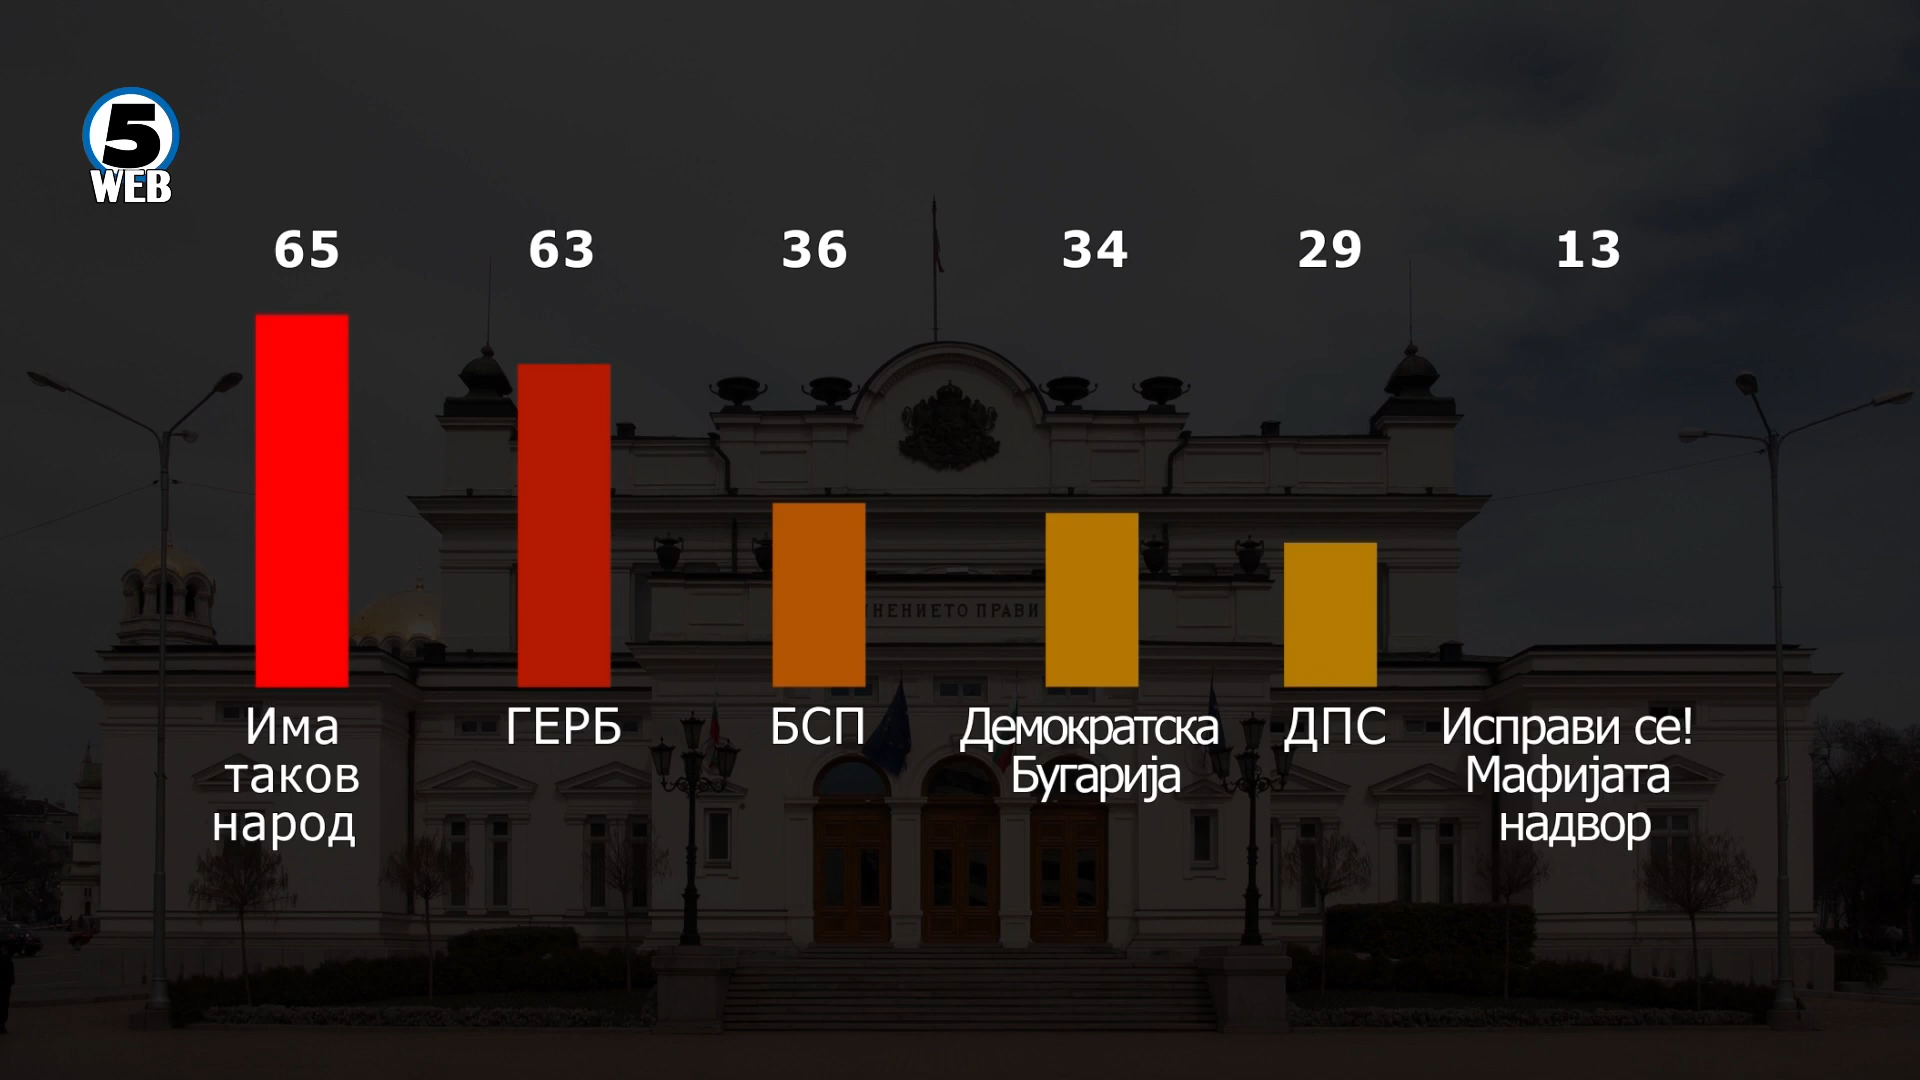 5
WEB
65 63 36 34 29 13
НЕНИЕТО ПРАВИ
Има
таков
народ
ГЕРБ
БСП
Демократска
Бугарија
ДПС
Исправи се!
Мафијата
надвор